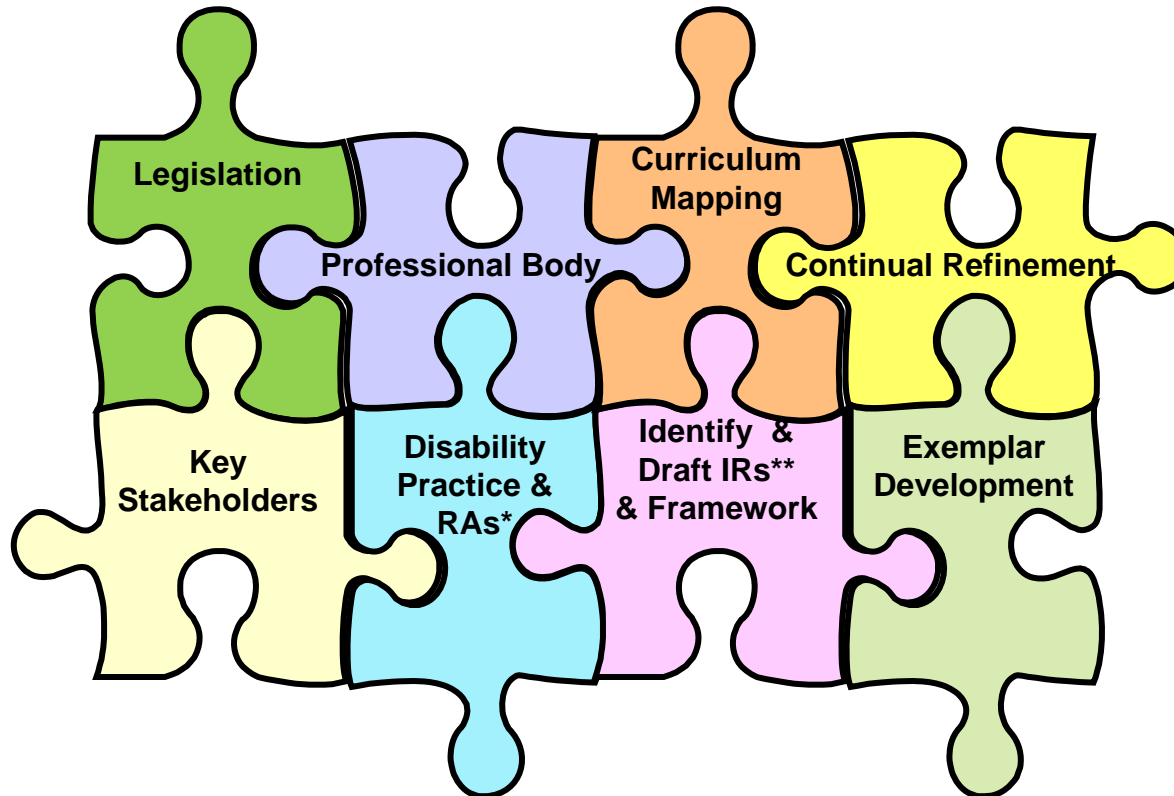 Legislation
Professional Body
Curriculum
Mapping
Continual Refinement
Key
Stakeholders
Disability
Practice &
RAs*
Identify &
Draft IRs**
& Framework
Exemplar
Development